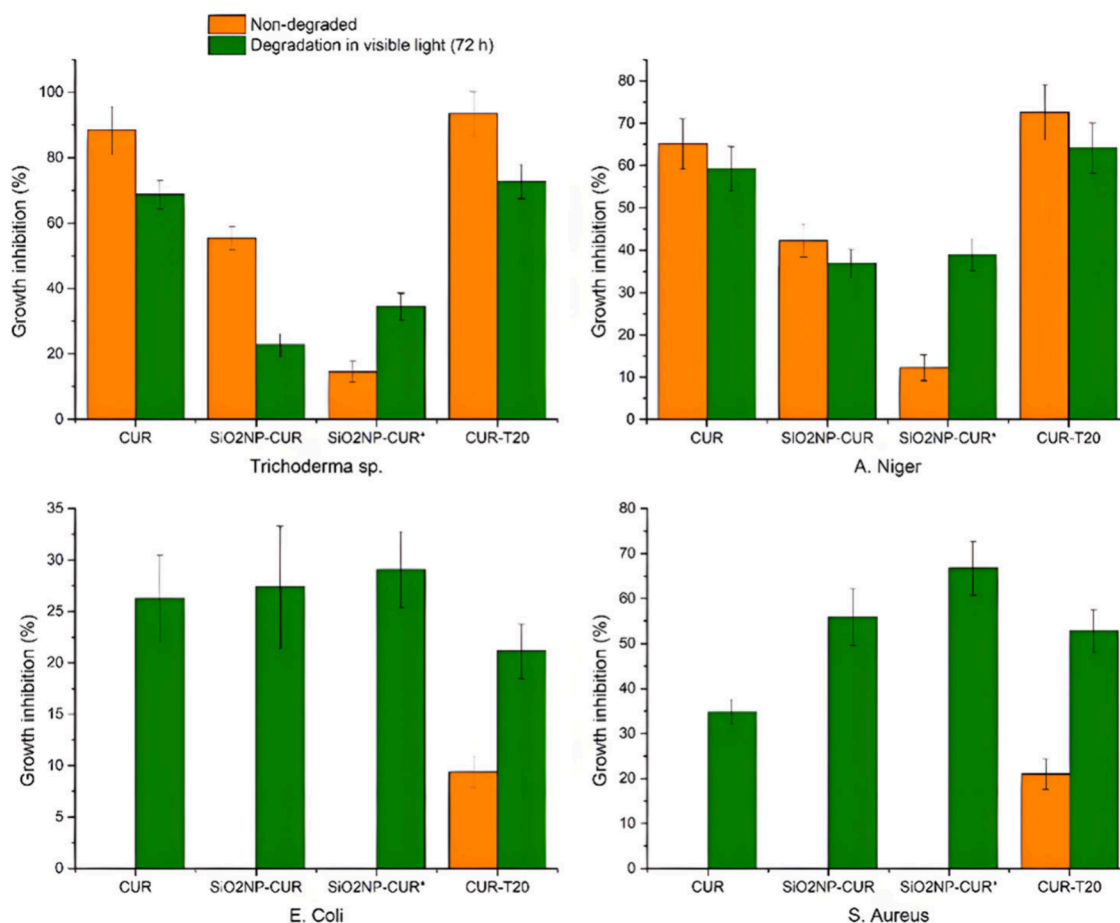 Non-degraded
Degradation in visible light (72 h)
Growth inhibition (%)
100
80
60
40
20
0
CUR
SiO2NP-CUR
SiO2NP-CUR*
CUR-T20
Trichoderma sp.
Growth inhibition (%)
80
70
60
50
40
30
20
10
0
CUR
SiO2NP-CUR
SiO2NP-CUR*
CUR-T20
A. Niger
Growth inhibition (%)
35
30
25
20
15
10
5
0
CUR
SiO2NP-CUR
SiO2NP-CUR*
CUR-T20
E. Coli
Growth inhibition (%)
80
70
60
50
40
30
20
10
0
CUR
SiO2NP-CUR
SiO2NP-CUR*
CUR-T20
S. Aureus